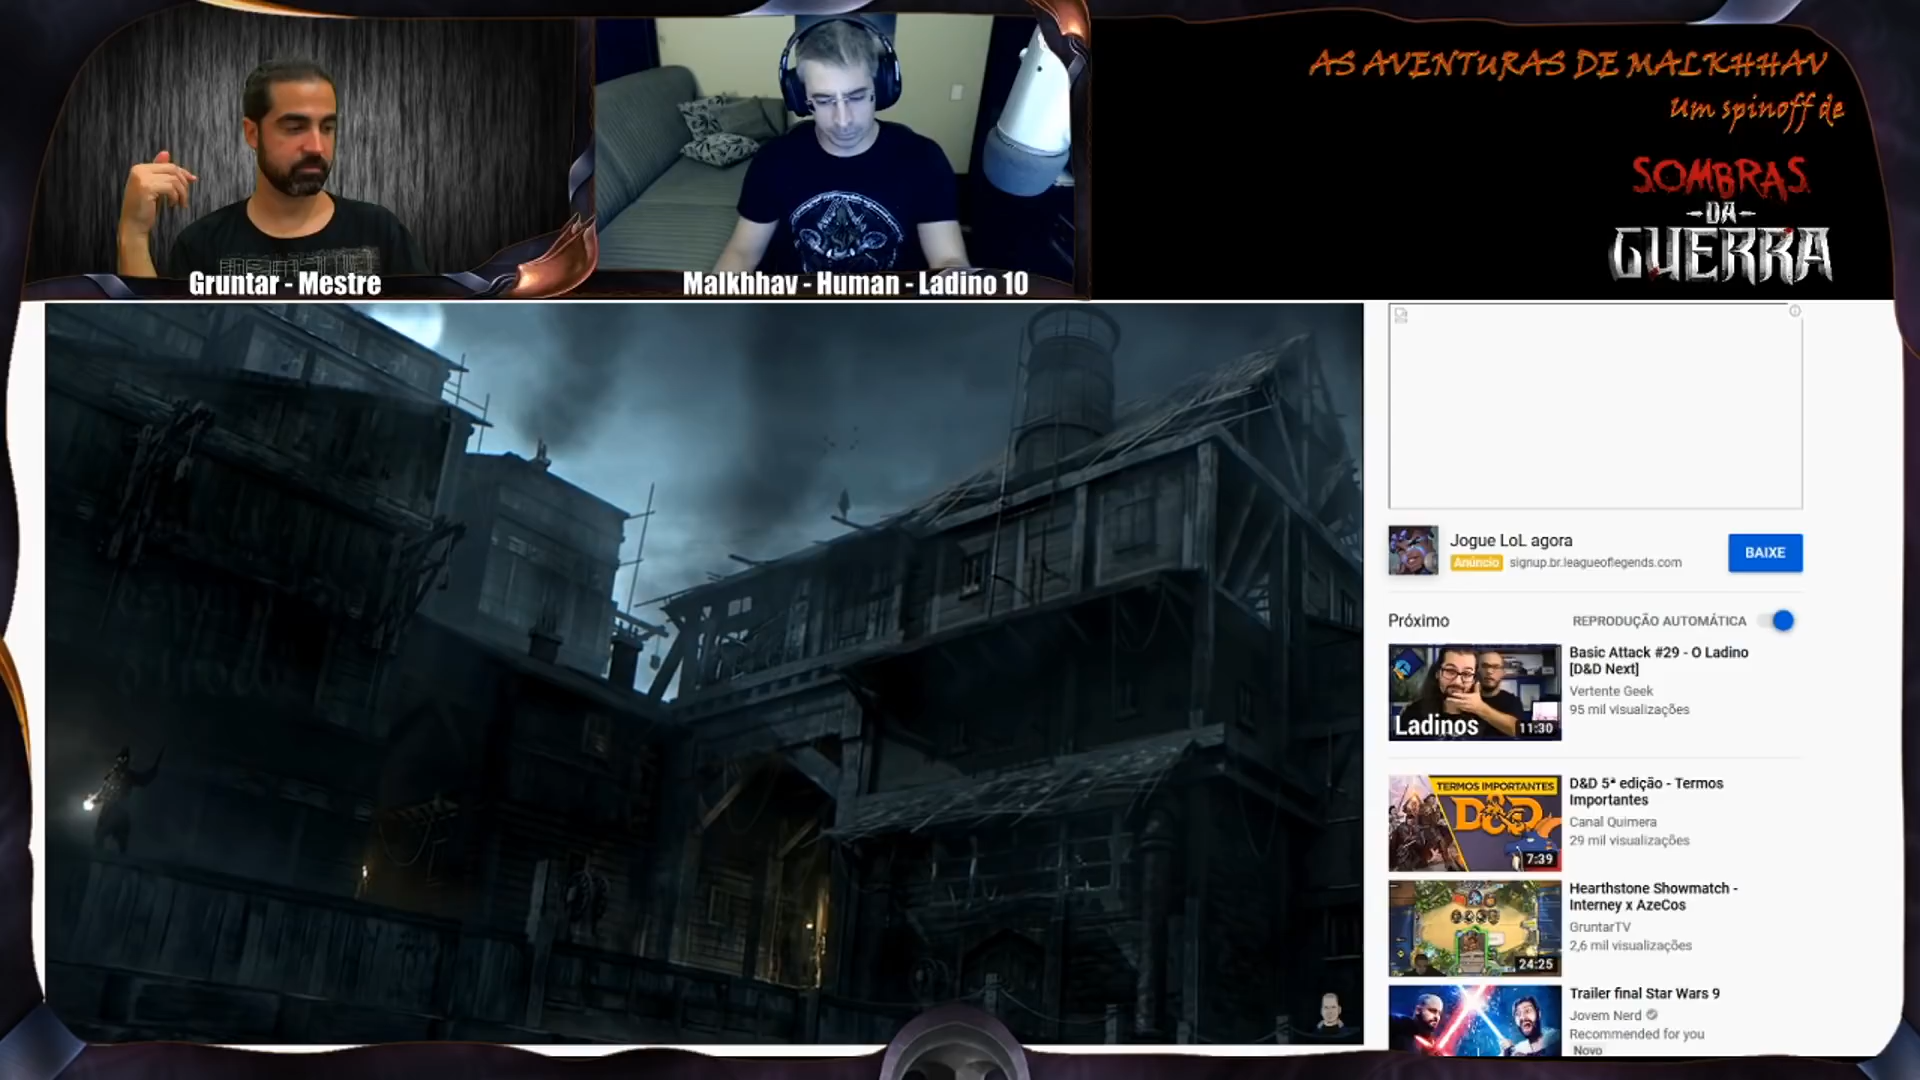 AS AVENTURAS DE MALKHHAV
Um spinoff de
SOMBRAS
-DA-
GUERRA
Gruntar - Mestre
Malkhhav - Human - Ladino 10
Jogue LoL agora
Anúncio signup.br.leagueoflegends.com
BAIXE
Próximo
REPRODUÇÃO AUTOMÁTICA
Basic Attack #29 - O Ladino
[D&D Next]
Vertente Geek
95 mil visualizações
Ladinos
11:30
D&D 5ª edição - Termos
Importantes
Canal Quimera
29 mil visualizações
TERMOS IMPORTANTES
D&D
7:39
Hearthstone Showmatch -
Interney x AzeCos
GruntarTV
2,6 mil visualizações
24:25
Trailer final Star Wars 9
Jovem Nerd
Recommended for you
Novo